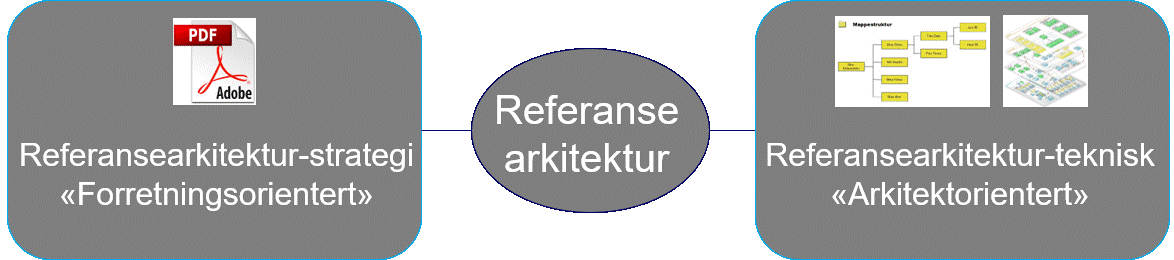 PDF
Adobe
Referansearkitektur-strategi
«Forretningsorientert»
Referanse
arkitektur
Mappestruktur
Referansearkitektur-teknisk
«Arkitektorientert»